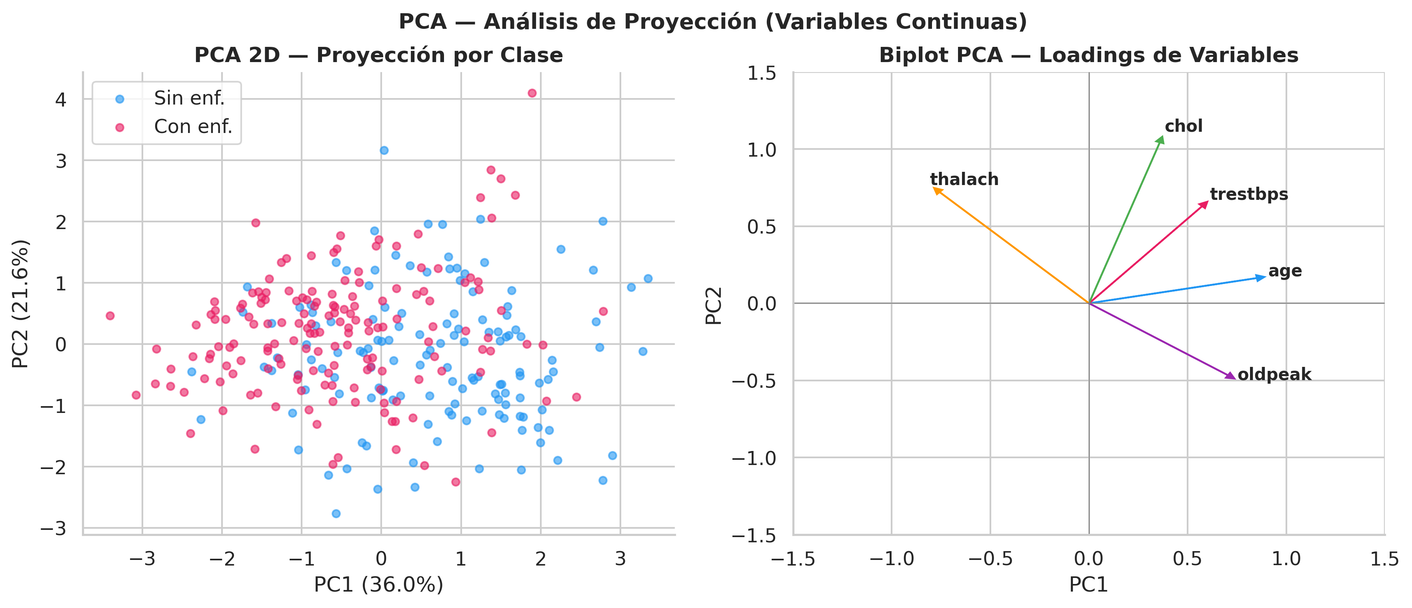 PCA — Análisis de Proyección (Variables Continuas)
PCA 2D — Proyección por Clase
Sin enf.
Con enf.
4
3
2
1
0
−1
−2
−3
PC2 (21.6%)
−3
−2
−1
0
1
2
3
PC1 (36.0%)
Biplot PCA — Loadings de Variables
1.5
1.0
0.5
0.0
−0.5
−1.0
−1.5
PC2
chol
thalach
trestbps
age
oldpeak
−1.5
−1.0
−0.5
0.0
0.5
1.0
1.5
PC1